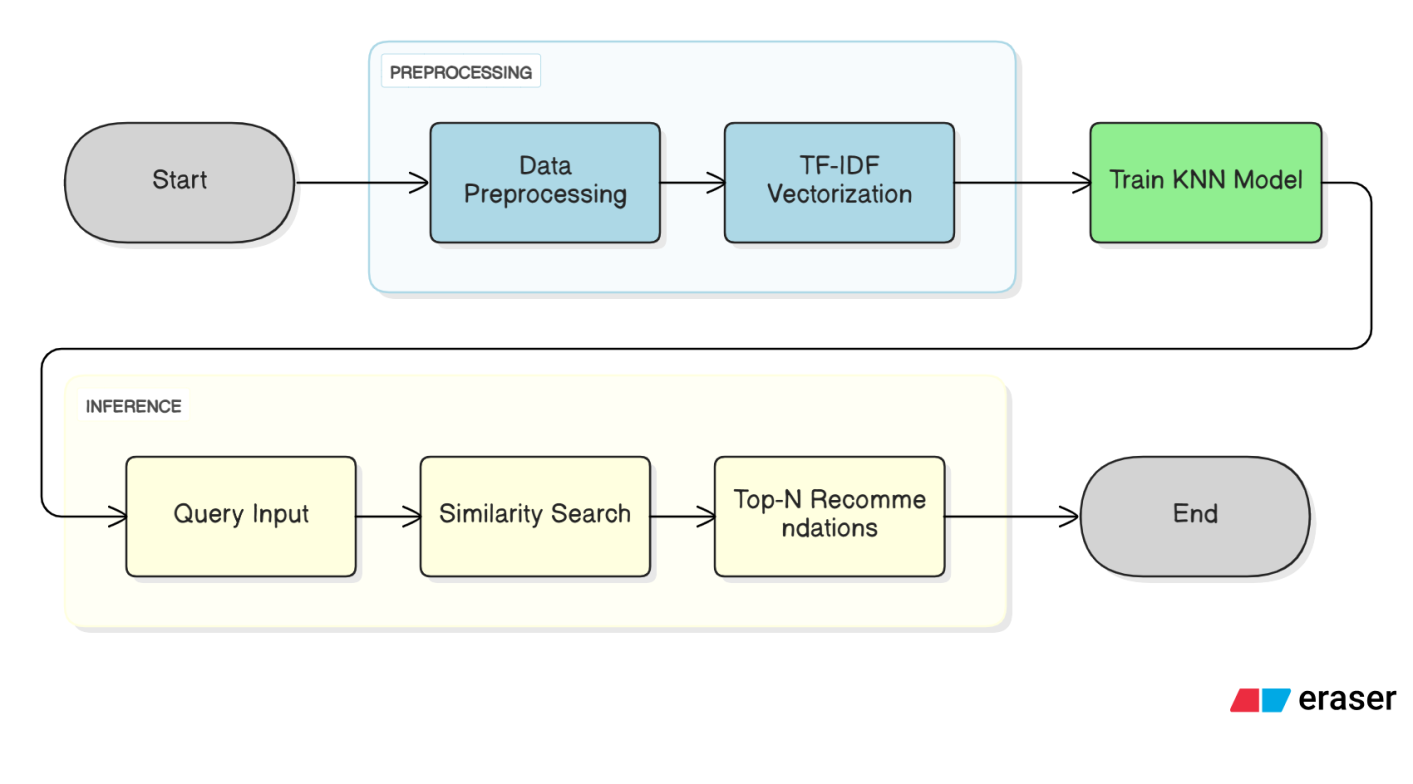 PREPROCESSING
Start
Data
Preprocessing
TF-IDF
Vectorization
Train KNN Model
INFERENCE
Query Input
Similarity Search
Top-N Recomme
ndations
End
eraser